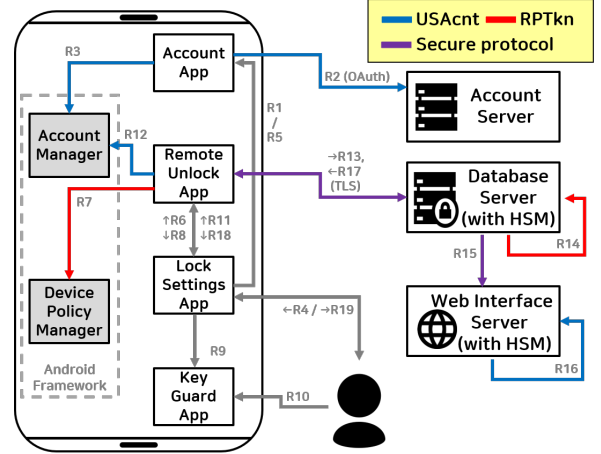 USAcnt
RPTkn
Secure protocol
R3
Account
App
R2 (OAuth)
R1
/
R5
Account
Server
Account
Manager
R12
Remote
Unlock
App
→R13,
←R17
(TLS)
Database
Server
(with HSM)
R7
↑R6 ↑R11
↓R8 ↓R18
R15
R14
Lock
Settings
App
Device
Policy
Manager
←R4 / →R19
Web Interface
Server
(with HSM)
R9
R16
Android
Framework
Key
Guard
App
R10